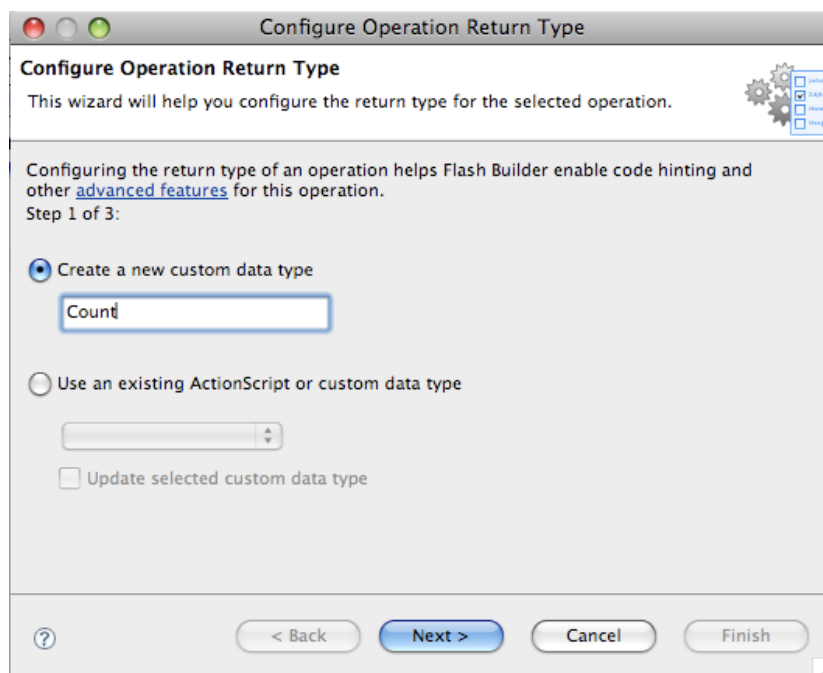 Configure Operation Return Type
Configure Operation Return Type
This wizard will help you configure the return type for the selected operation.
Configuring the return type of an operation helps Flash Builder enable code hinting and
other advanced features for this operation.
Step 1 of 3:
Create a new custom data type
Count
Use an existing ActionScript or custom data type
Update selected custom data type
? < Back Next > Cancel Finish